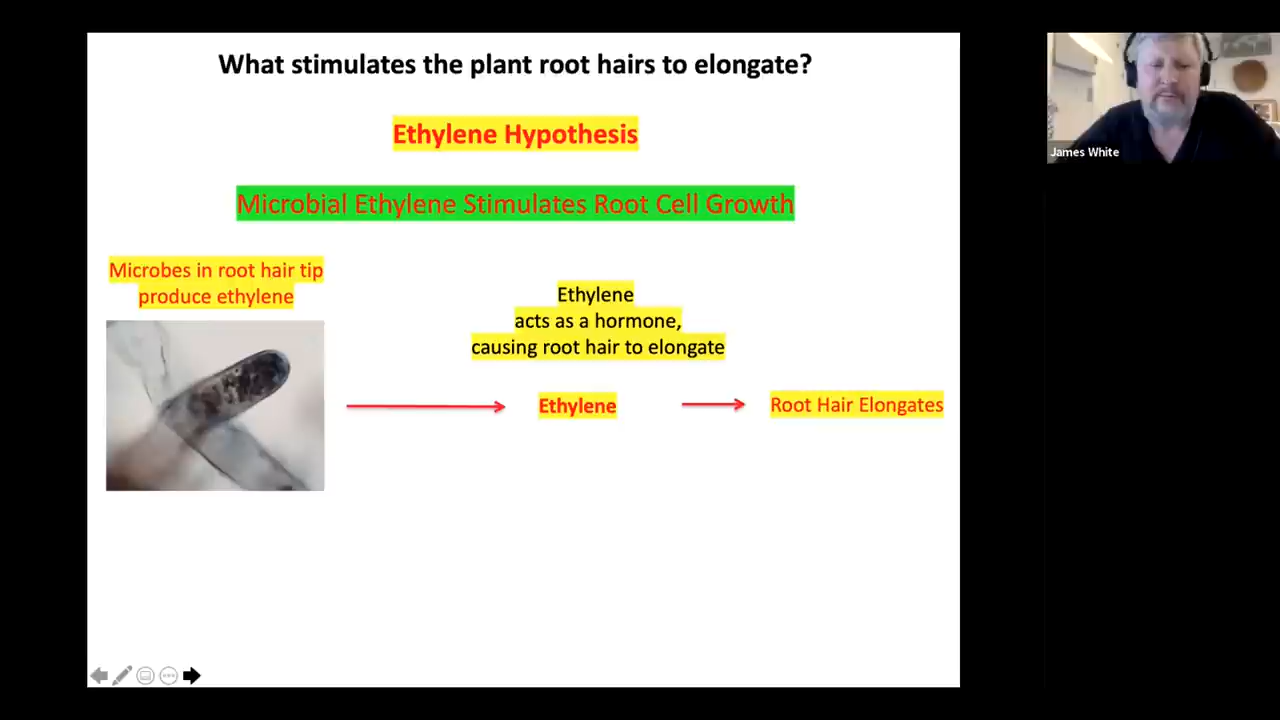 What stimulates the plant root hairs to elongate?
Ethylene Hypothesis
Microbial Ethylene Stimulates Root Cell Growth
Microbes in root hair tip
produce ethylene
Ethylene
acts as a hormone,
causing root hair to elongate
Ethylene
Root Hair Elongates
James White